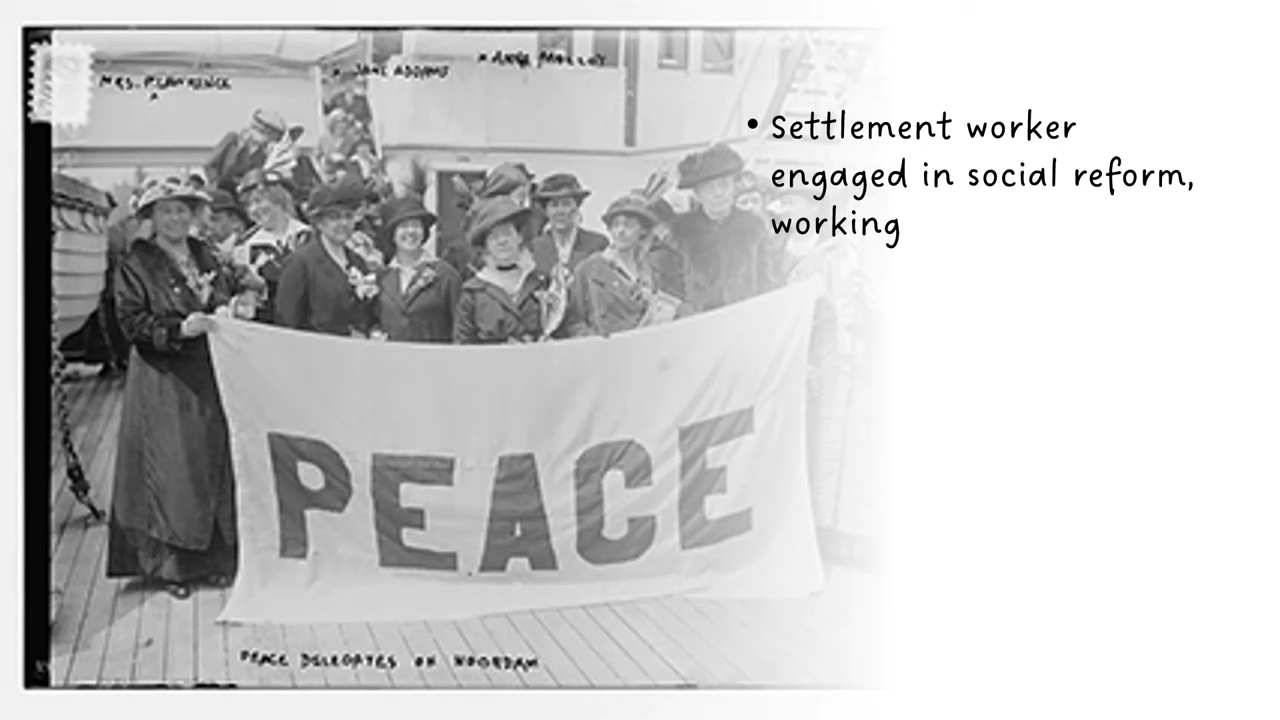 MRS. P. LAWRENCE
JANE ADDAMS
ANNA MOLLOY
PEACE
PEACE DELEGATES ON NOORDAM
• Settlement worker
engaged in social reform,
working